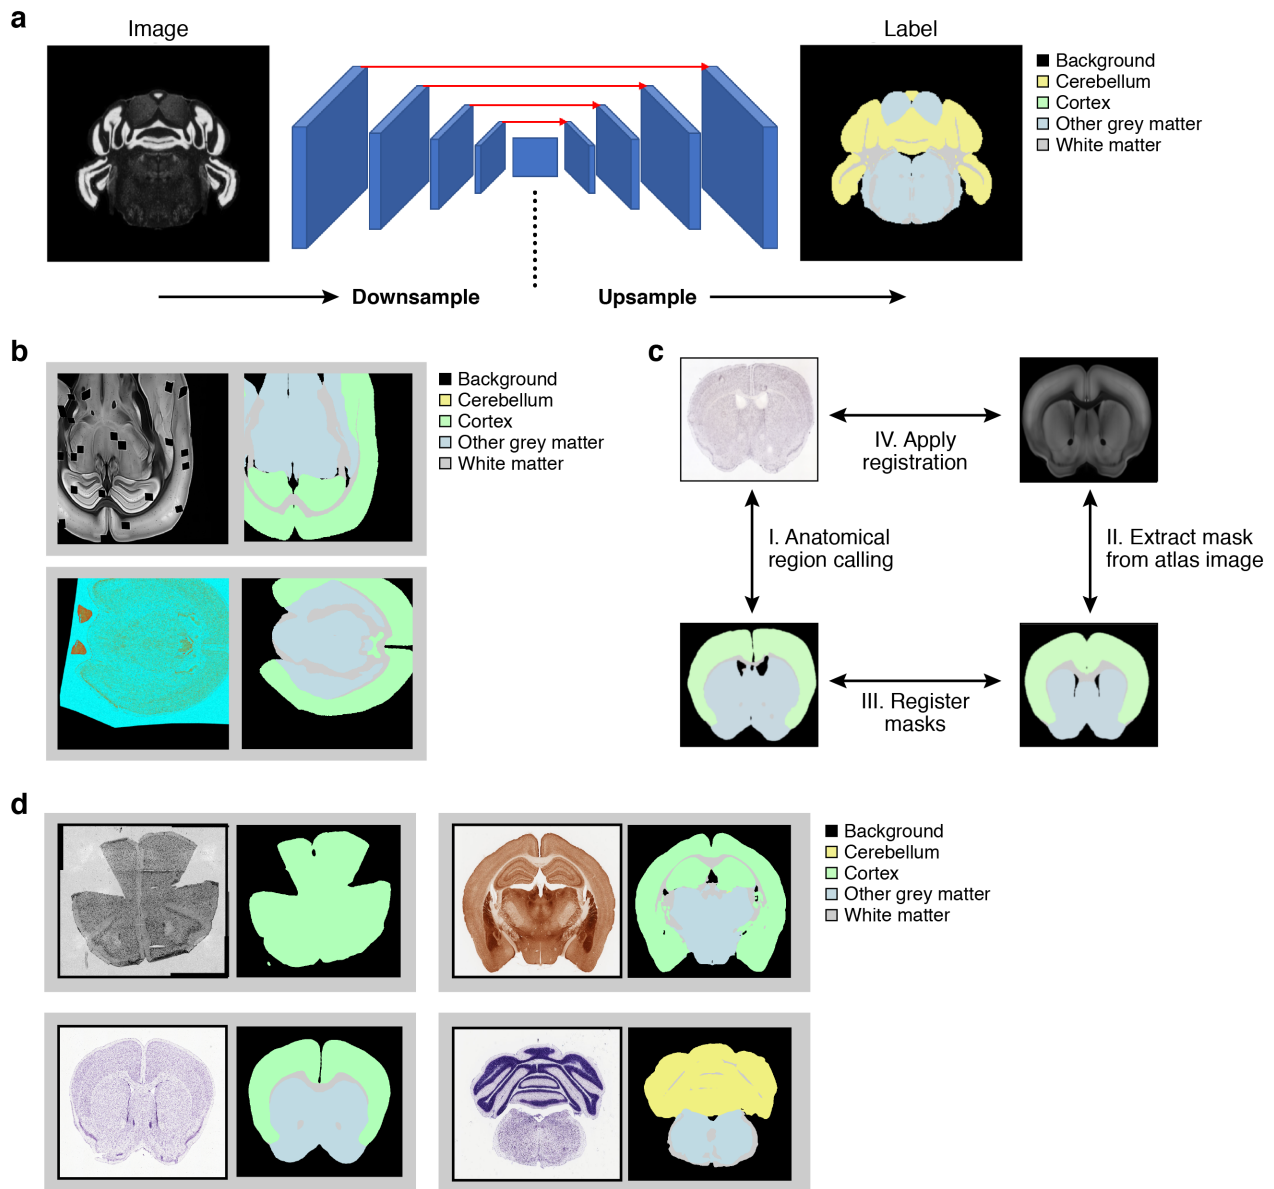 a
Image
Label
Background
Cerebellum
Cortex
Other grey matter
White matter
Downsample
Upsample
b
Background
Cerebellum
Cortex
Other grey matter
White matter
c
IV. Apply
registration
I. Anatomical
region calling
II. Extract mask
from atlas image
III. Register
masks
d
Background
Cerebellum
Cortex
Other grey matter
White matter